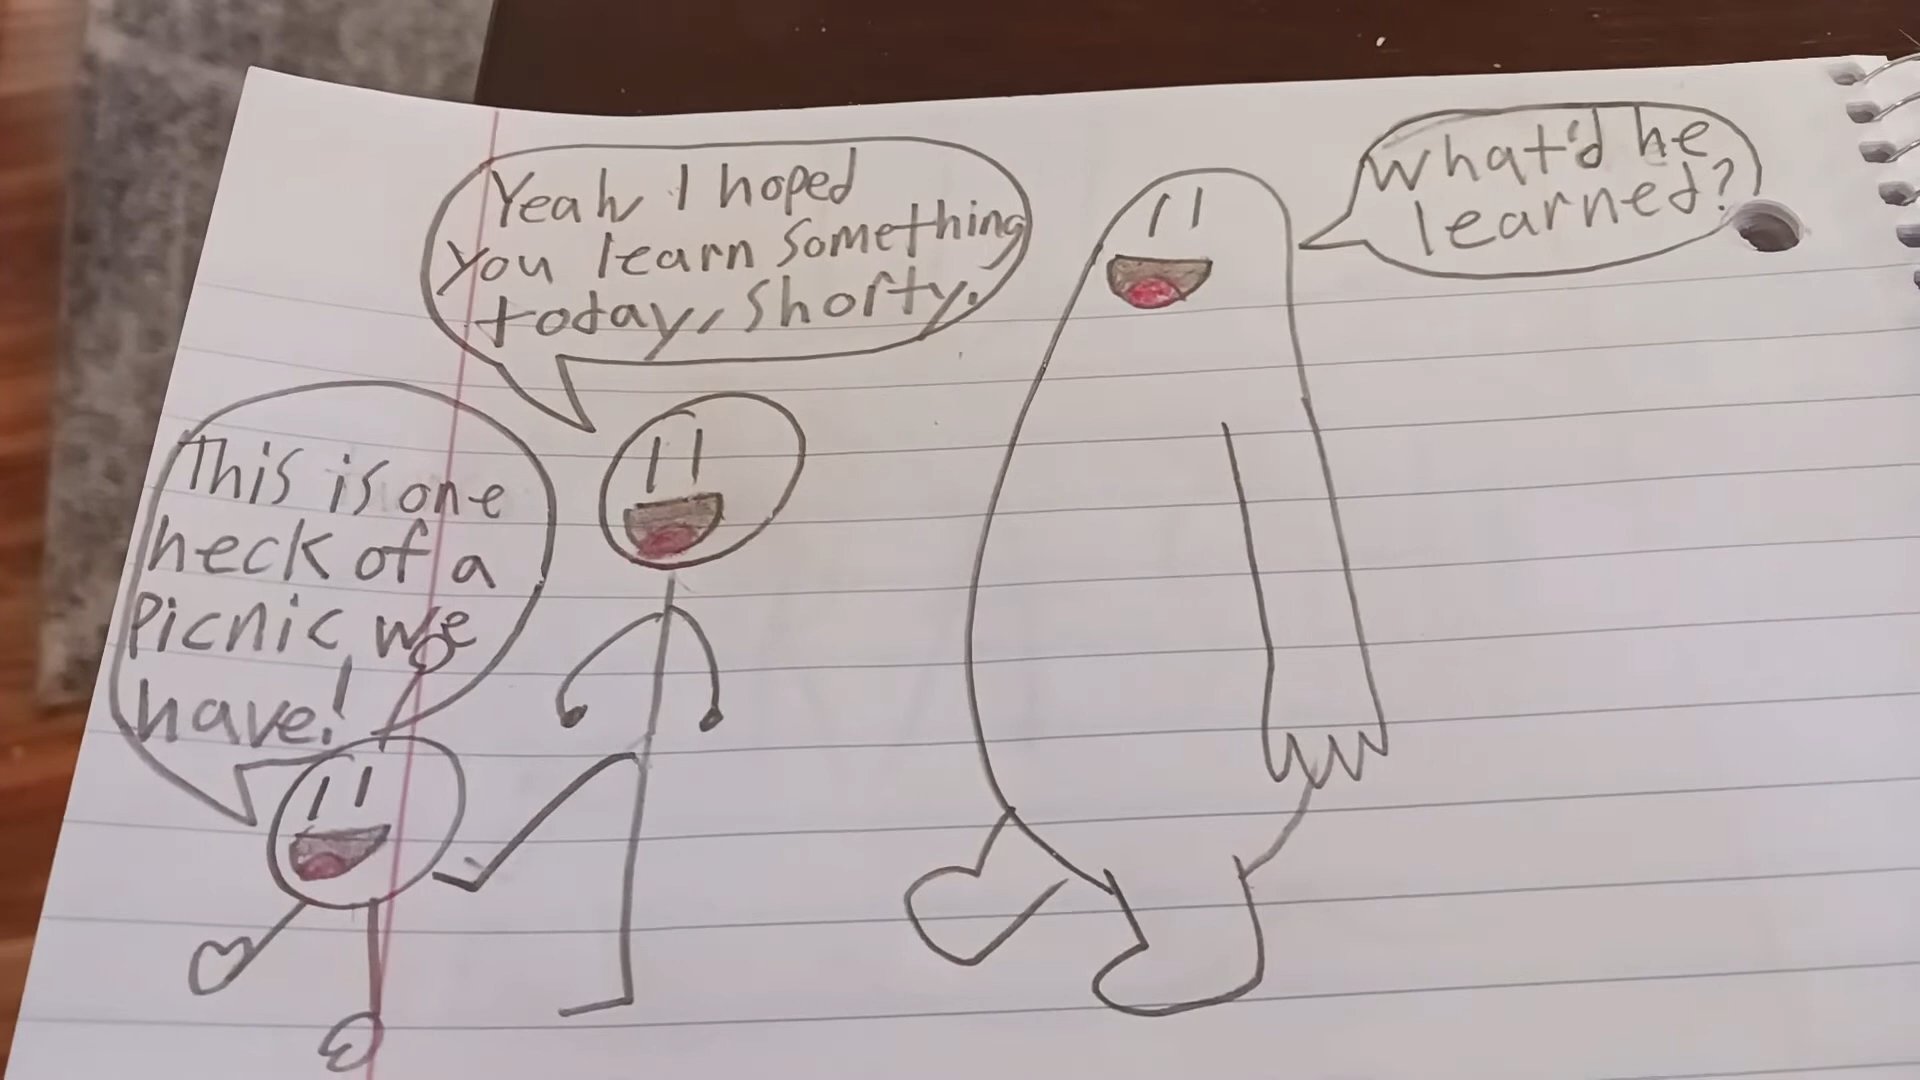 This is one
heck of a
Picnic, we
have!
Yeah, I hoped
you learn something
today, shorty.
What'd he
learned?